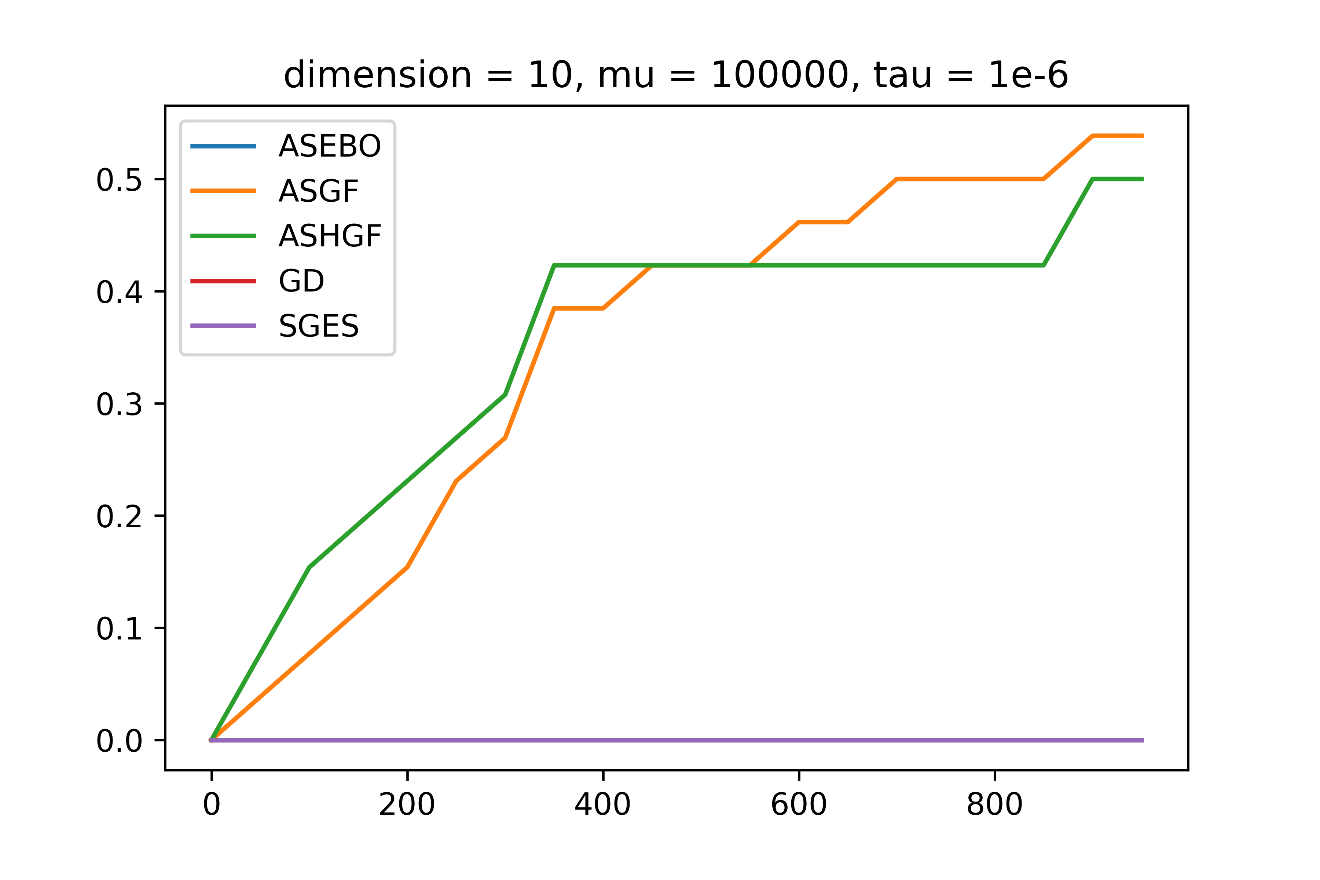 dimension = 10, mu = 100000, tau = 1e-6
ASEBO
ASGF
ASHGF
GD
SGES
0.5
0.4
0.3
0.2
0.1
0.0
0 200 400 600 800